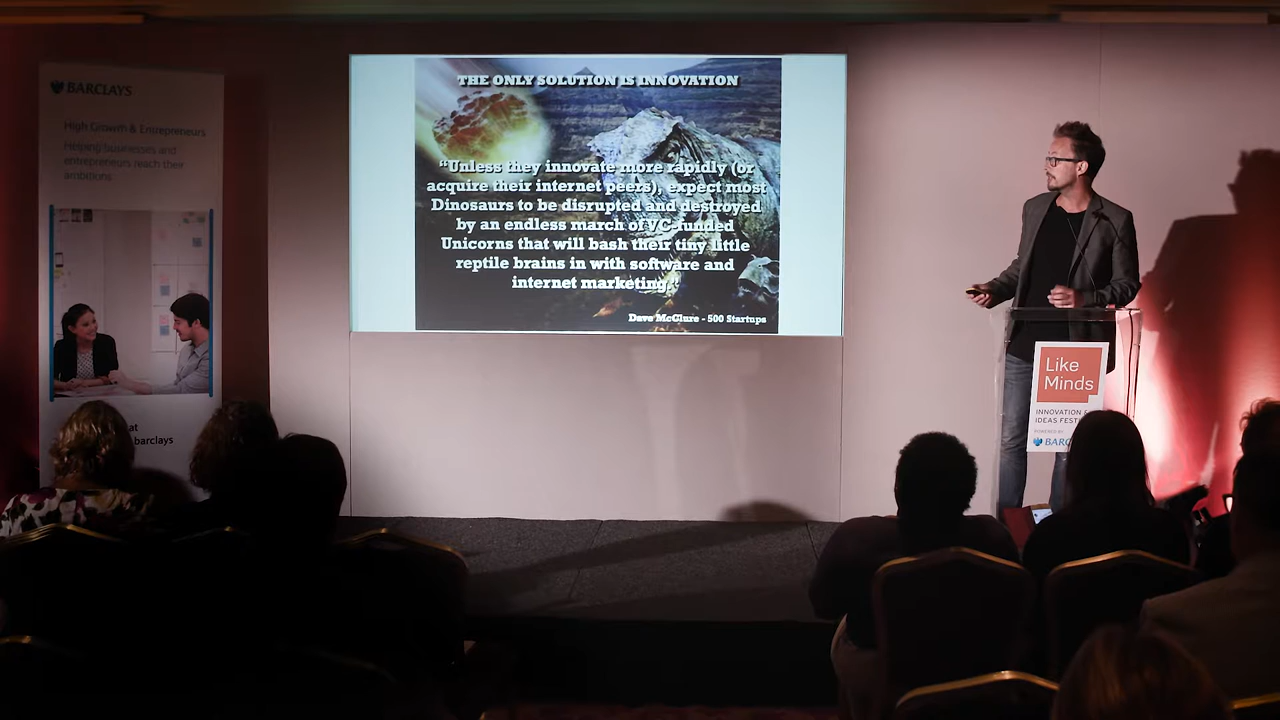 BARCLAYS
High Growth & Entrepreneurs
Helping businesses and
entrepreneurs reach their
ambitions
at
barclays
THE ONLY SOLUTION IS INNOVATION
“Unless they innovate more rapidly (or
acquire their internet peers), expect most
Dinosaurs to be disrupted and destroyed
by an endless march of VC-funded
Unicorns that will bash their tiny little
reptile brains in with software and
internet marketing.“
Dave McClure - 500 Startups
Like
Minds
INNOVATION &
IDEAS FEST
POWERED BY
BARC